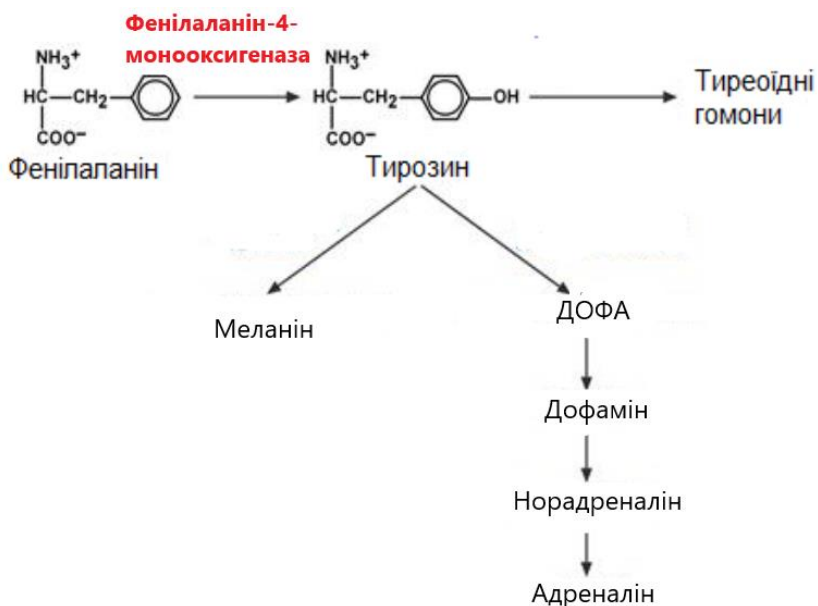 Фенілаланін-4-
монооксигеназа
NH₃⁺
HC—CH₂—
COO⁻
Фенілаланін
NH₃⁺
HC—CH₂— —OH
COO⁻
Тирозин
Тиреоїдні
гомони
Меланін
ДОФА
Дофамін
Норадреналін
Адреналін